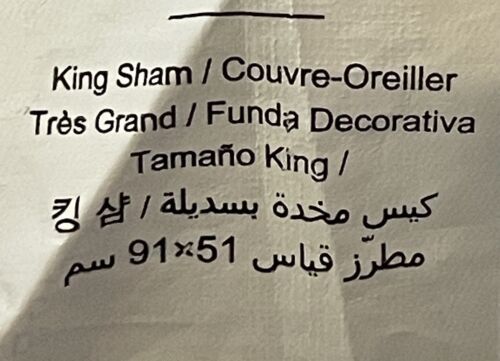 King Sham / Couvre-Oreiller
Très Grand / Funda Decorativa
Tamaño King /
킹 샴 / كيس مخدة بسديلة
مطرّز قياس 51×91 سم